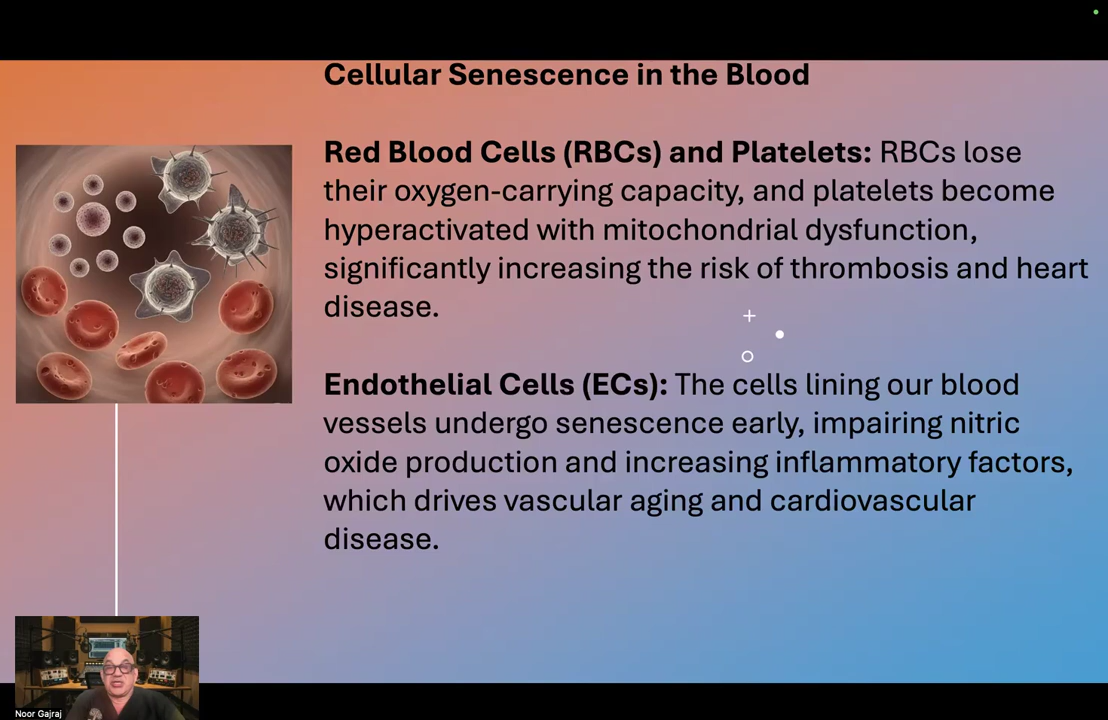 Cellular Senescence in the Blood
Red Blood Cells (RBCs) and Platelets: RBCs lose
their oxygen-carrying capacity, and platelets become
hyperactivated with mitochondrial dysfunction,
significantly increasing the risk of thrombosis and heart
disease.
Endothelial Cells (ECs): The cells lining our blood
vessels undergo senescence early, impairing nitric
oxide production and increasing inflammatory factors,
which drives vascular aging and cardiovascular
disease.
Noor Gajraj